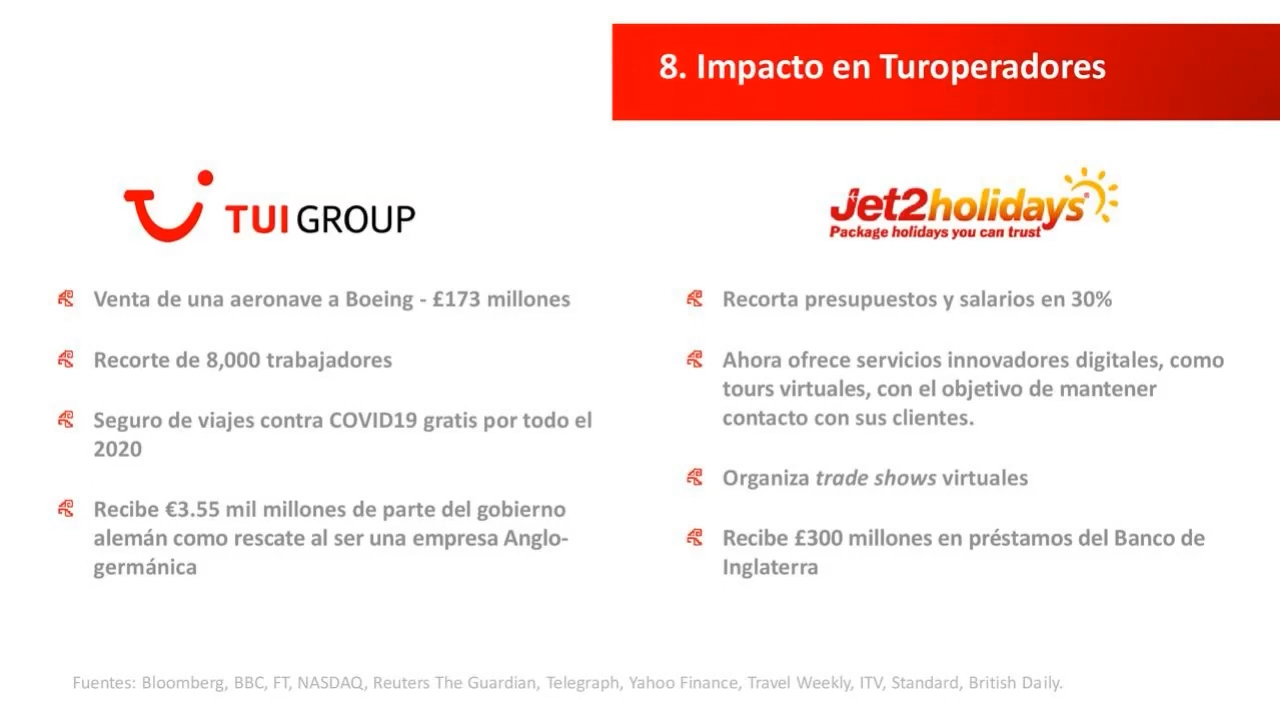 8. Impacto en Turoperadores
TUI GROUP
Venta de una aeronave a Boeing - £173 millones
Recorte de 8,000 trabajadores
Seguro de viajes contra COVID19 gratis por todo el
2020
Recibe €3.55 mil millones de parte del gobierno
alemán como rescate al ser una empresa Anglo-
germánica
Jet2holidays
Package holidays you can trust
Recorta presupuestos y salarios en 30%
Ahora ofrece servicios innovadores digitales, como
tours virtuales, con el objetivo de mantener
contacto con sus clientes.
Organiza trade shows virtuales
Recibe £300 millones en préstamos del Banco de
Inglaterra
Fuentes: Bloomberg, BBC, FT, NASDAQ, Reuters The Guardian, Telegraph, Yahoo Finance, Travel Weekly, ITV, Standard, British Daily.